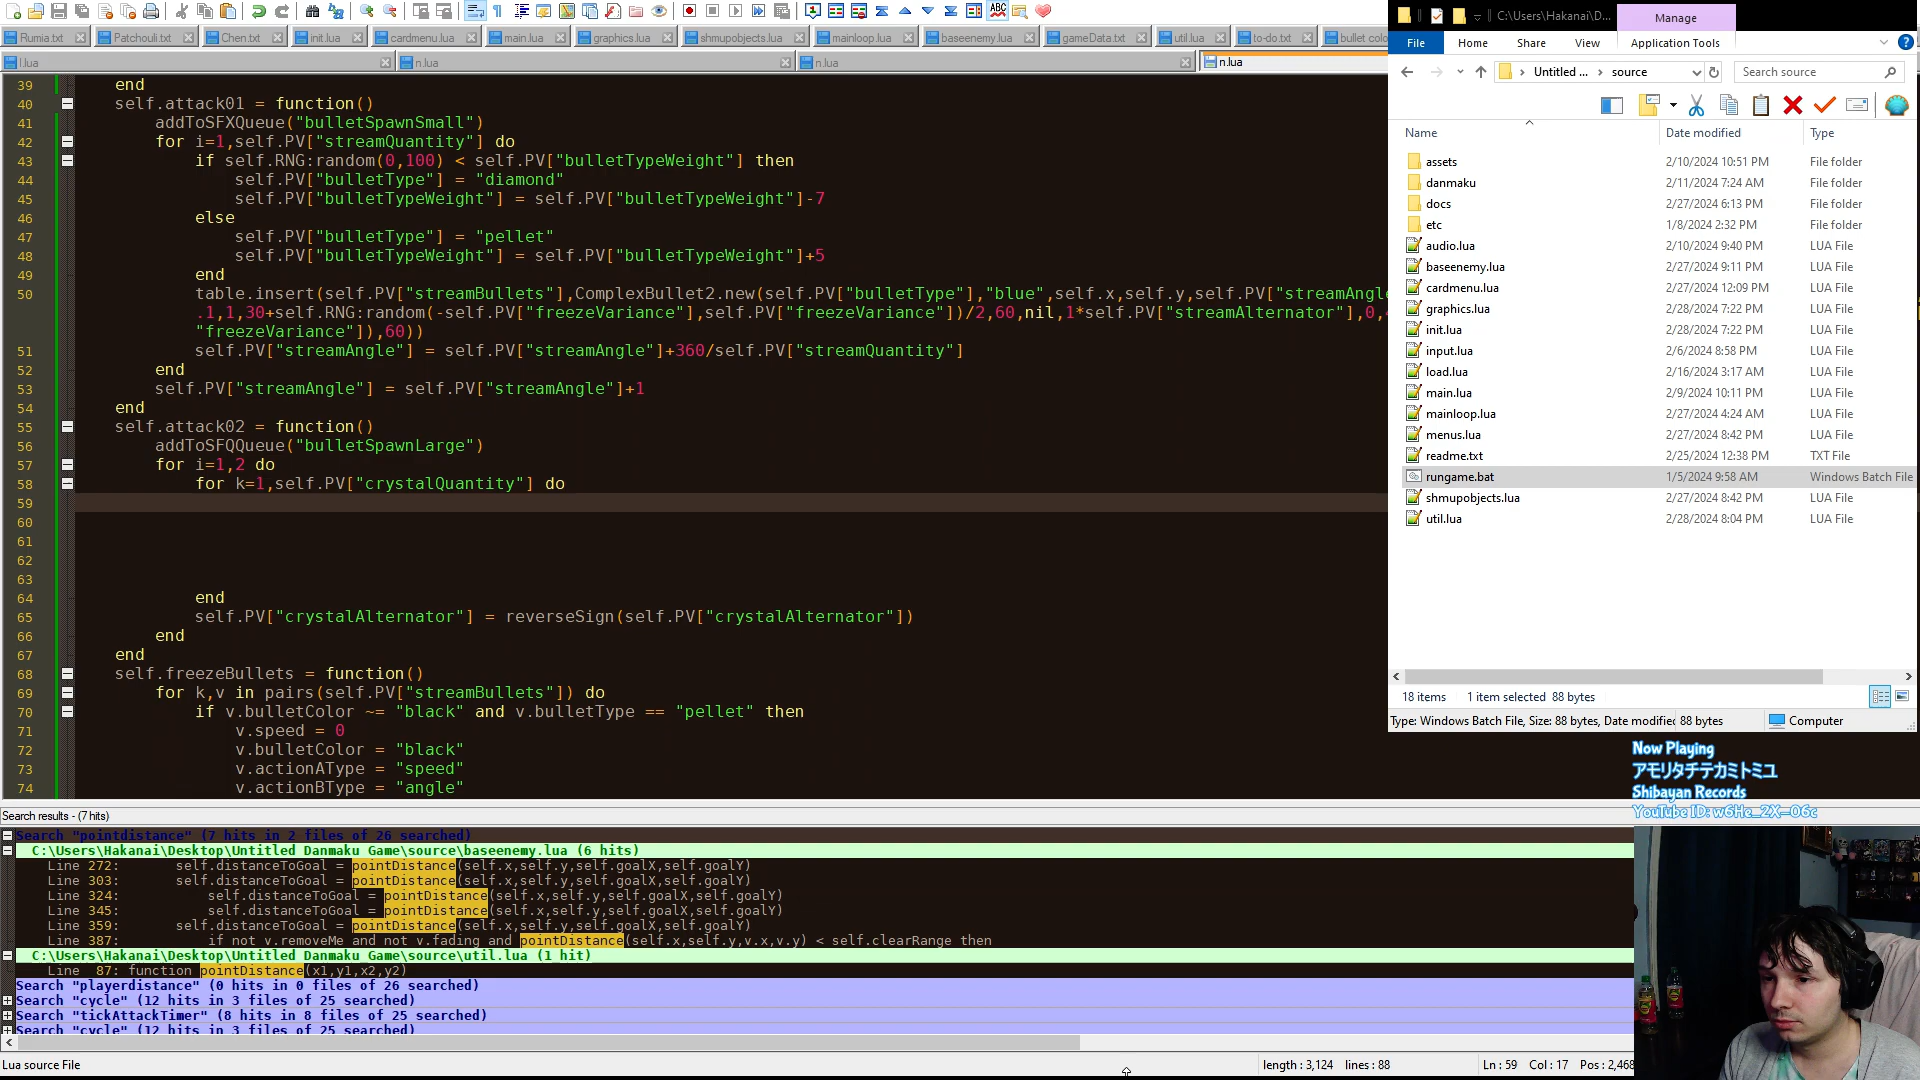 Rumia.txt Patchouli.txt Chen.txt init.lua cardmenu.lua main.lua graphics.lua shmupobjects.lua mainloop.lua baseenemy.lua gameData.txt util.lua to-do.txt bullet colo
l.lua n.lua n.lua n.lua
39 end
40 self.attack01 = function()
41 addToSFXQueue("bulletSpawnSmall")
42 for i=1,self.PV["streamQuantity"] do
43 if self.RNG:random(0,100) < self.PV["bulletTypeWeight"] then
44 self.PV["bulletType"] = "diamond"
45 self.PV["bulletTypeWeight"] = self.PV["bulletTypeWeight"]-7
46 else
47 self.PV["bulletType"] = "pellet"
48 self.PV["bulletTypeWeight"] = self.PV["bulletTypeWeight"]+5
49 end
50 table.insert(self.PV["streamBullets"],ComplexBullet2.new(self.PV["bulletType"],"blue",self.x,self.y,self.PV["streamAngle
.1,1,30+self.RNG:random(-self.PV["freezeVariance"],self.PV["freezeVariance"])/2,60,nil,1*self.PV["streamAlternator"],0,
"freezeVariance"]),60))
51 self.PV["streamAngle"] = self.PV["streamAngle"]+360/self.PV["streamQuantity"]
52 end
53 self.PV["streamAngle"] = self.PV["streamAngle"]+1
54 end
55 self.attack02 = function()
56 addToSFQQueue("bulletSpawnLarge")
57 for i=1,2 do
58 for k=1,self.PV["crystalQuantity"] do
59
60
61
62
63
64 end
65 self.PV["crystalAlternator"] = reverseSign(self.PV["crystalAlternator"])
66 end
67 end
68 self.freezeBullets = function()
69 for k,v in pairs(self.PV["streamBullets"]) do
70 if v.bulletColor ~= "black" and v.bulletType == "pellet" then
71 v.speed = 0
72 v.bulletColor = "black"
73 v.actionAType = "speed"
74 v.actionBType = "angle"
Search results - (7 hits)
Search "pointdistance" (7 hits in 2 files of 26 searched)
C:\Users\Hakanai\Desktop\Untitled Danmaku Game\source\baseenemy.lua (6 hits)
Line 272: self.distanceToGoal = pointDistance(self.x,self.y,self.goalX,self.goalY)
Line 303: self.distanceToGoal = pointDistance(self.x,self.y,self.goalX,self.goalY)
Line 324: self.distanceToGoal = pointDistance(self.x,self.y,self.goalX,self.goalY)
Line 345: self.distanceToGoal = pointDistance(self.x,self.y,self.goalX,self.goalY)
Line 359: self.distanceToGoal = pointDistance(self.x,self.y,self.goalX,self.goalY)
Line 387: if not v.removeMe and not v.fading and pointDistance(self.x,self.y,v.x,v.y) < self.clearRange then
C:\Users\Hakanai\Desktop\Untitled Danmaku Game\source\util.lua (1 hit)
Line 87: function pointDistance(x1,y1,x2,y2)
Search "playerdistance" (0 hits in 0 files of 26 searched)
Search "cycle" (12 hits in 3 files of 25 searched)
Search "tickAttackTimer" (8 hits in 8 files of 25 searched)
Search "cycle" (12 hits in 3 files of 25 searched)
Lua source File length : 3,124 lines : 88 Ln : 59 Col : 17 Pos : 2,468
C:\Users\Hakanai\D... Manage
File Home Share View Application Tools
Untitled ... source Search source
Name Date modified Type
assets 2/10/2024 10:51 PM File folder
danmaku 2/11/2024 7:24 AM File folder
docs 2/27/2024 6:13 PM File folder
etc 1/8/2024 2:32 PM File folder
audio.lua 2/10/2024 9:40 PM LUA File
baseenemy.lua 2/27/2024 9:11 PM LUA File
cardmenu.lua 2/27/2024 12:09 PM LUA File
graphics.lua 2/28/2024 7:22 PM LUA File
init.lua 2/28/2024 7:22 PM LUA File
input.lua 2/6/2024 8:58 PM LUA File
load.lua 2/16/2024 3:17 AM LUA File
main.lua 2/9/2024 10:11 PM LUA File
mainloop.lua 2/27/2024 4:24 AM LUA File
menus.lua 2/27/2024 8:42 PM LUA File
readme.txt 2/25/2024 12:38 PM TXT File
rungame.bat 1/5/2024 9:58 AM Windows Batch File
shmupobjects.lua 2/27/2024 8:42 PM LUA File
util.lua 2/28/2024 8:04 PM LUA File
18 items 1 item selected 88 bytes
Type: Windows Batch File, Size: 88 bytes, Date modified 88 bytes Computer
Now Playing
アモリタチテカミトミユ
Shibayan Records
YouTube ID: w6He_2X-06c